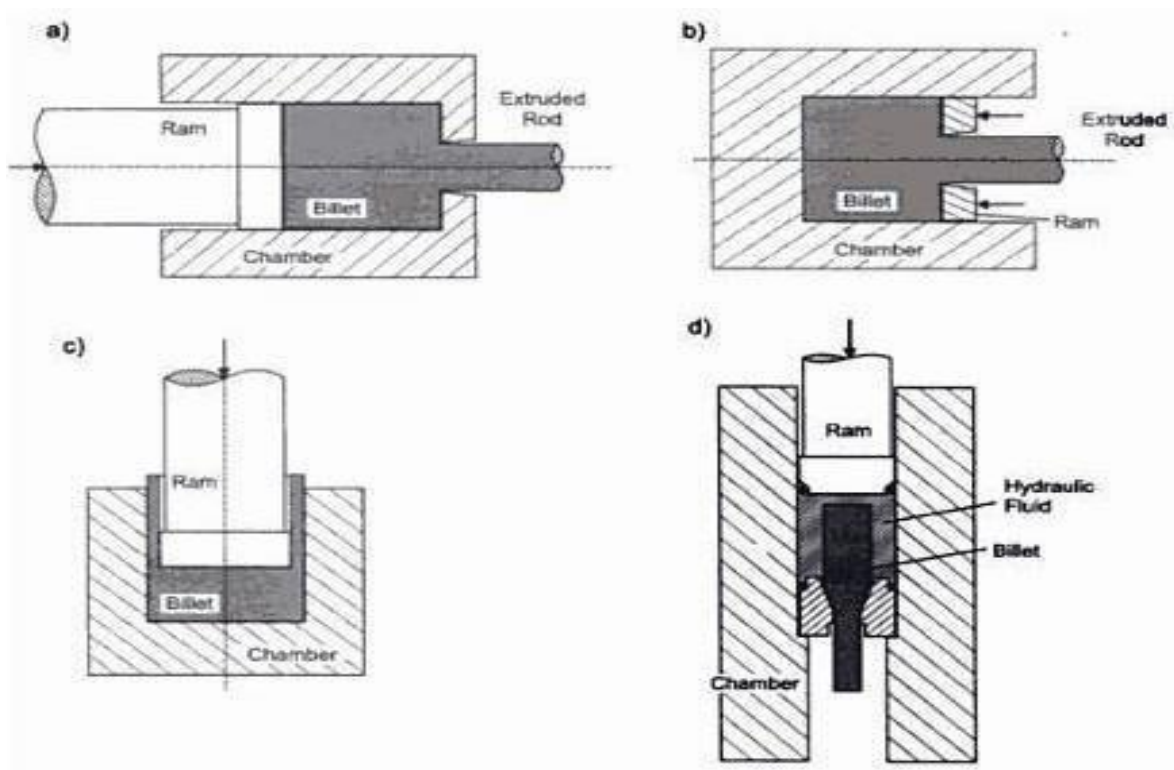 a)
Ram
Extruded
Rod
Billet
Chamber
b)
Extruded
Rod
Billet
Ram
Chamber
c)
Ram
Billet
Chamber
d)
Ram
Hydraulic
Fluid
Billet
Chamber